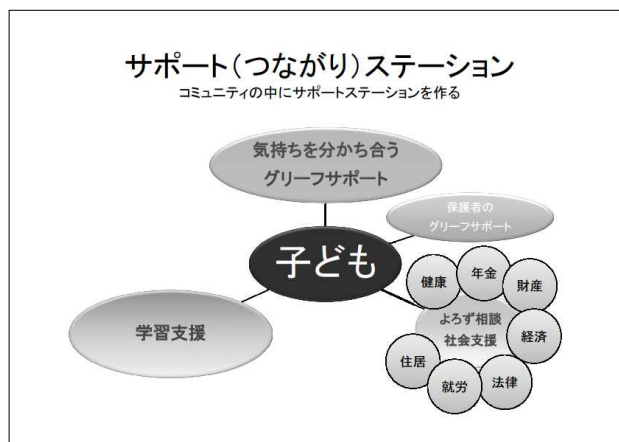 サポート(つながり)ステーション
コミュニティの中にサポートステーションを作る
気持ちを分かち合う
グリーフサポート
保護者の
グリーフサポート
子ども
健康
年金
財産
学習支援
よろず相談
社会支援
経済
住居
就労
法律